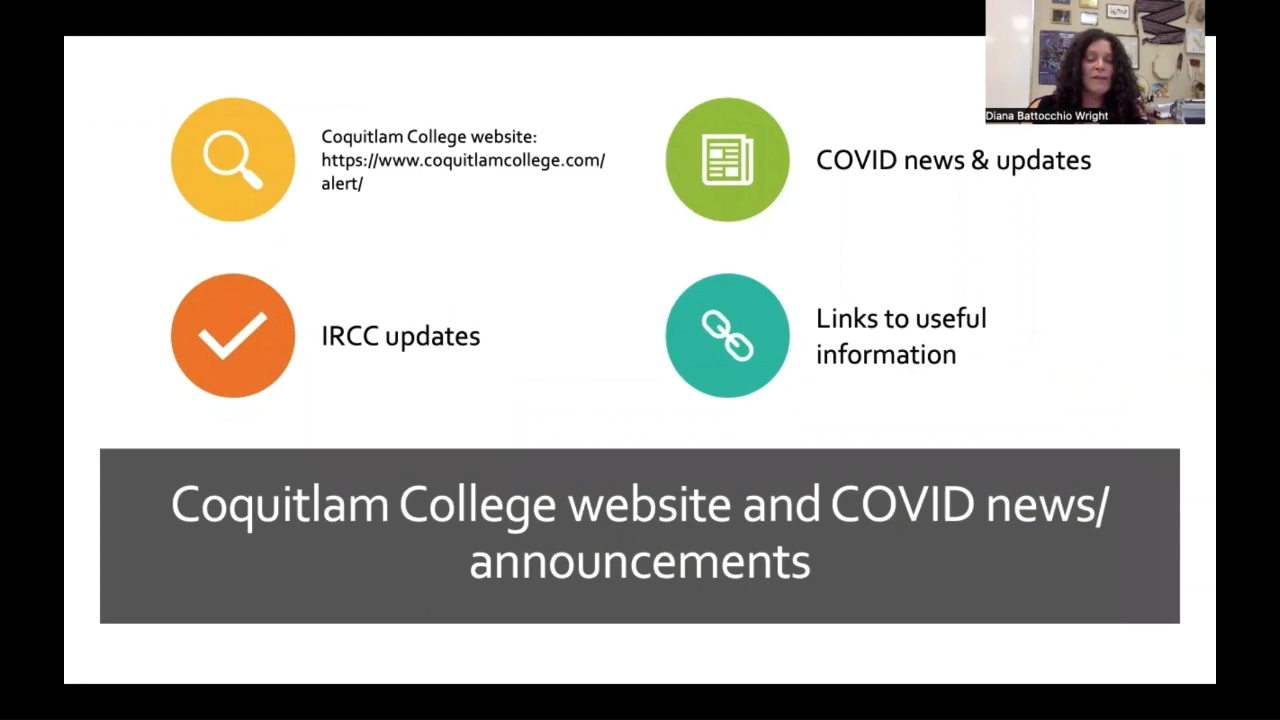 Diana Battocchio Wright
Coquitlam College website:
https://www.coquitlamcollege.com/
alert/
COVID news & updates
IRCC updates
Links to useful
information
Coquitlam College website and COVID news/
announcements